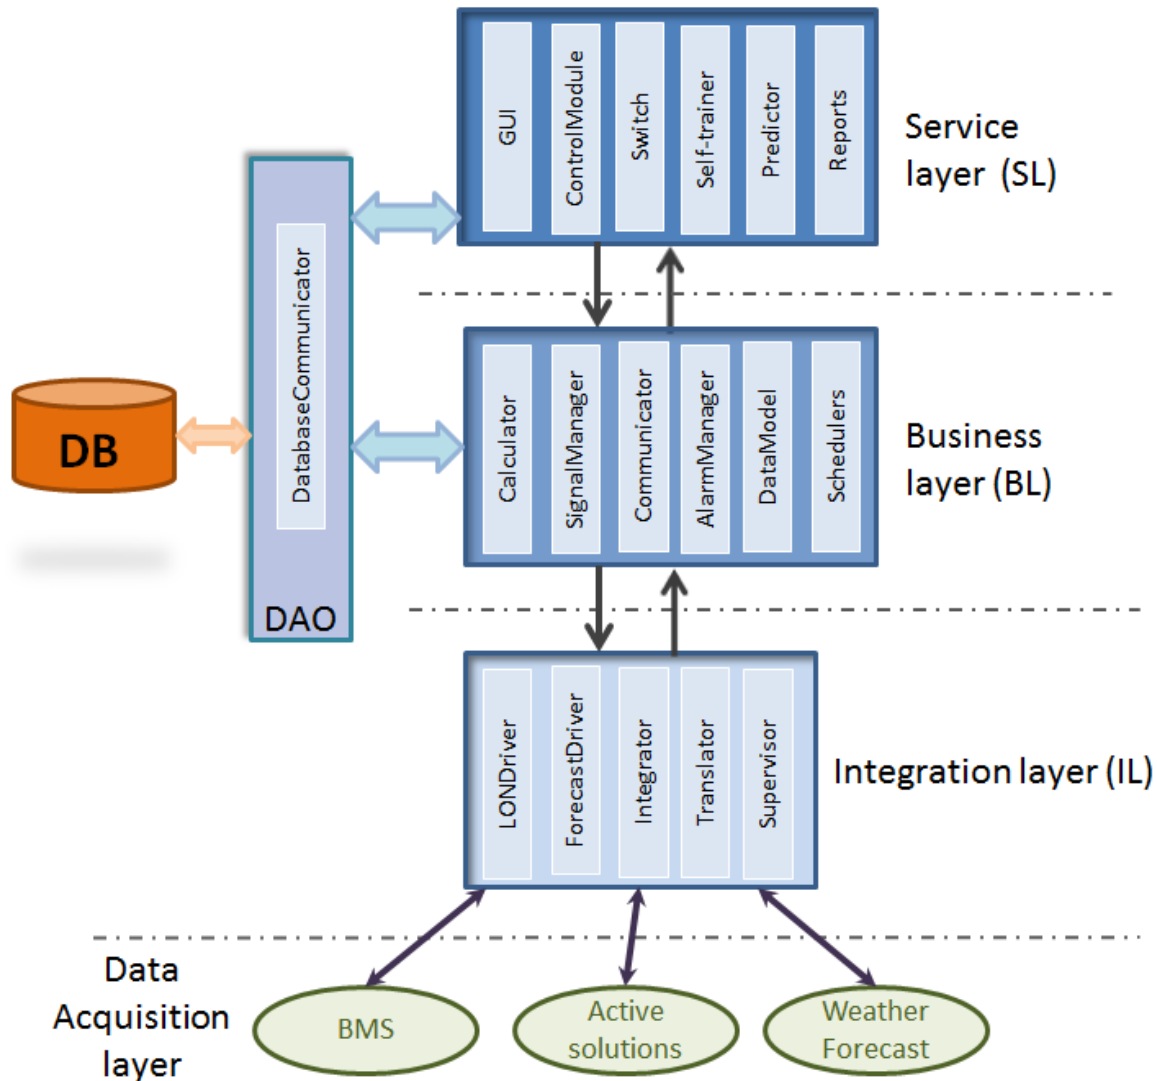 GUI
ControlModule
Switch
Self-trainer
Predictor
Reports
Service
layer (SL)
DatabaseCommunicator
DAO
DB
Calculator
SignalManager
Communicator
AlarmManager
DataModel
Schedulers
Business
layer (BL)
LONDriver
ForecastDriver
Integrator
Translator
Supervisor
Integration layer (IL)
Data
Acquisition
layer
BMS
Active
solutions
Weather
Forecast